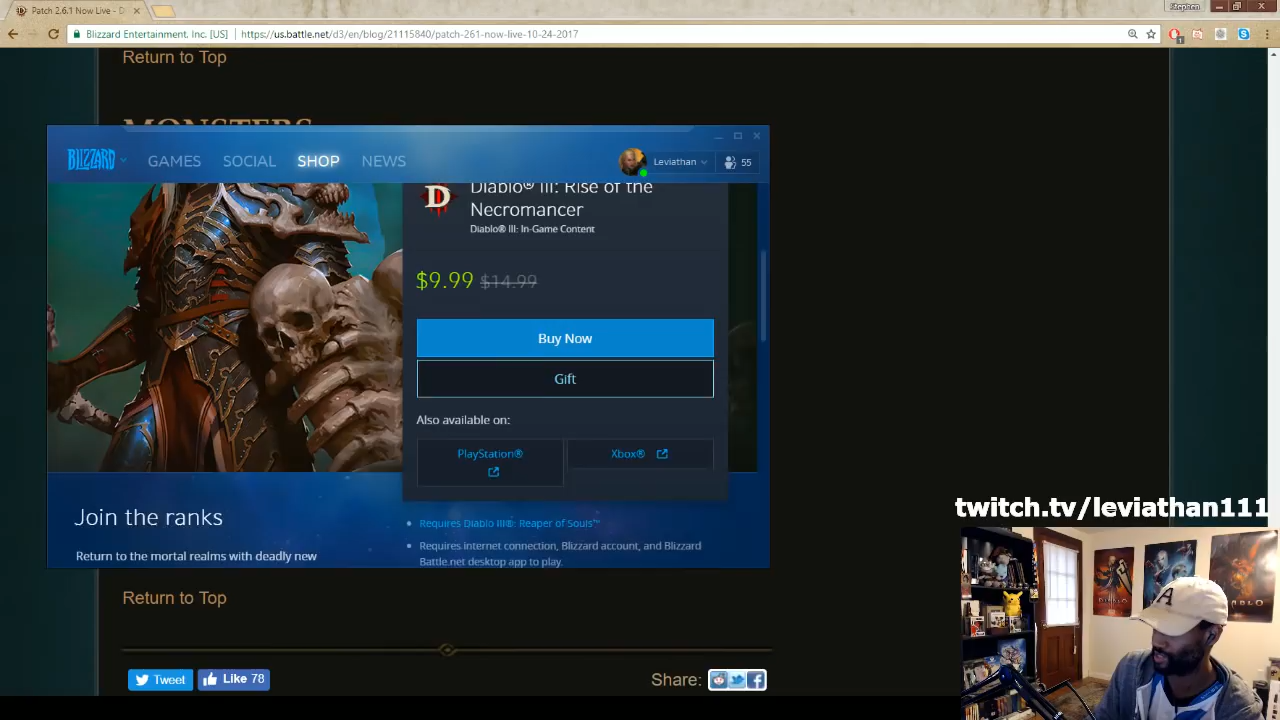 Patch 2.6.1 Now Live - D
Stephen
Blizzard Entertainment, Inc. [US]
https://us.battle.net/d3/en/blog/21115840/patch-261-now-live-10-24-2017
1
Return to Top
MONSTERS
BLIZZARD
GAMES
SOCIAL
SHOP
NEWS
Leviathan
55
Diablo® III: Rise of the
Necromancer
Diablo® III: In-Game Content
$9.99 $14.99
Buy Now
Gift
Also available on:
PlayStation®
Xbox®
Join the ranks
Return to the mortal realms with deadly new
Requires Diablo III®: Reaper of Souls™
Requires internet connection, Blizzard account, and Blizzard
Battle.net desktop app to play.
twitch.tv/leviathan111
Return to Top
Tweet
Like 78
Share:
A